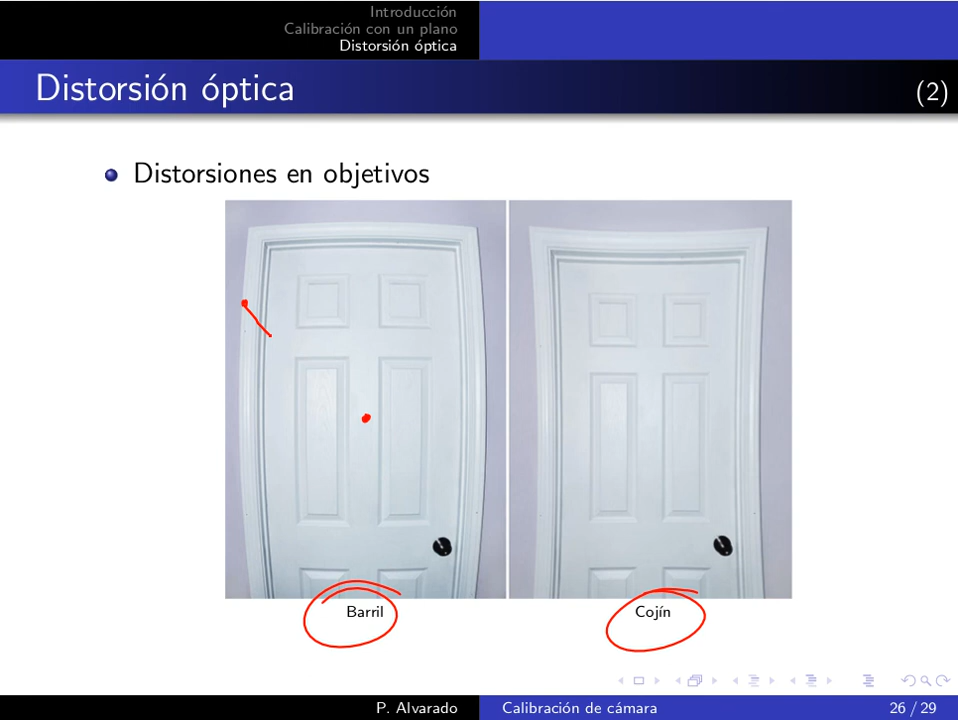 Introducción
Calibración con un plano
Distorsión óptica
Distorsión óptica (2)
Distorsiones en objetivos
Barril Cojín
P. Alvarado Calibración de cámara 26 / 29